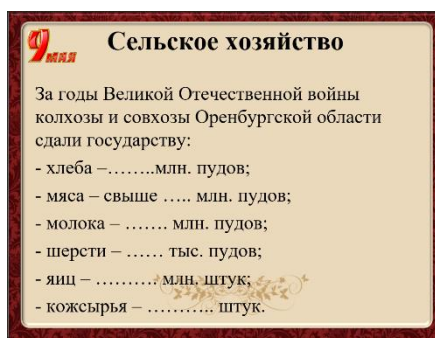 9 мая
Сельское хозяйство
За годы Великой Отечественной войны
колхозы и совхозы Оренбургской области
сдали государству:
- хлеба –……..млн. пудов;
- мяса – свыше ….. млн. пудов;
- молока – ……. млн. пудов;
- шерсти – …… тыс. пудов;
- яиц – ………. млн. штук;
- кожсырья – ……….. штук.